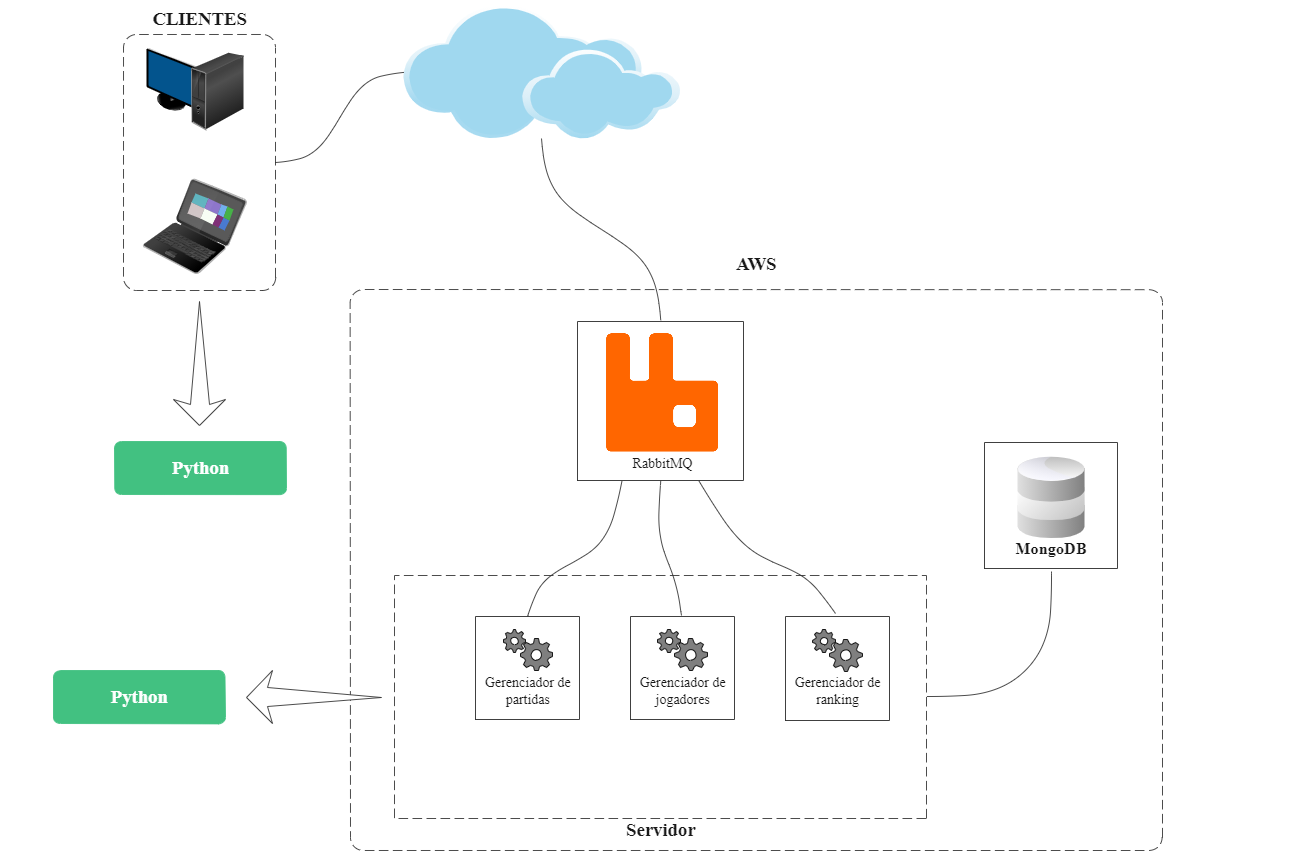 CLIENTES
AWS
RabbitMQ
Python
MongoDB
Gerenciador de
partidas
Gerenciador de
jogadores
Gerenciador de
ranking
Python
Servidor